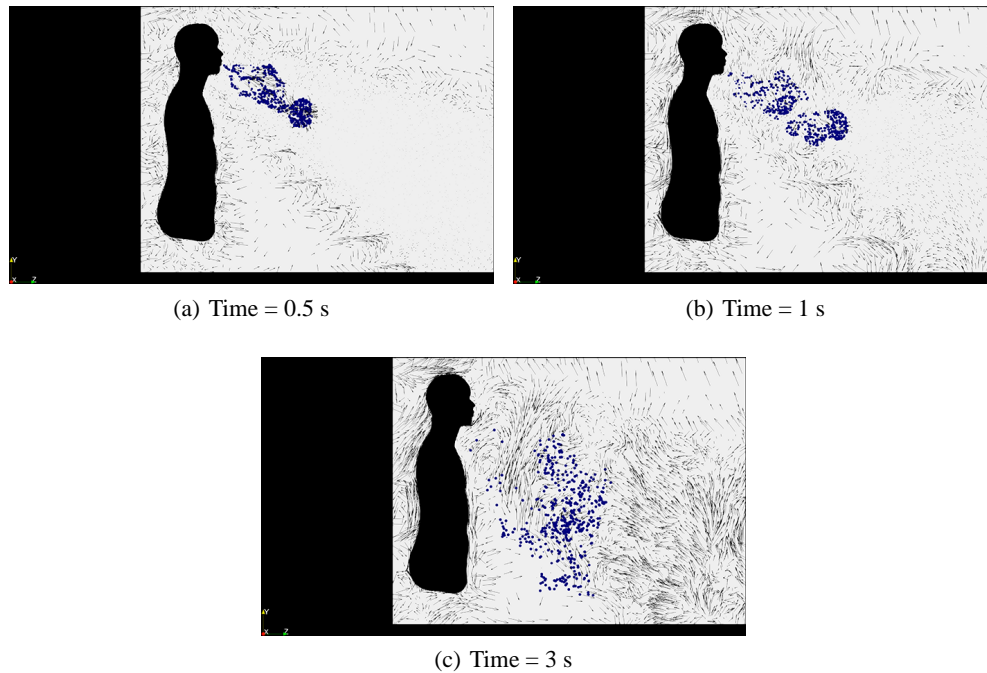 Y
X Z
(a) Time = 0.5 s
Y
X Z
(b) Time = 1 s
Y
X Z
(c) Time = 3 s